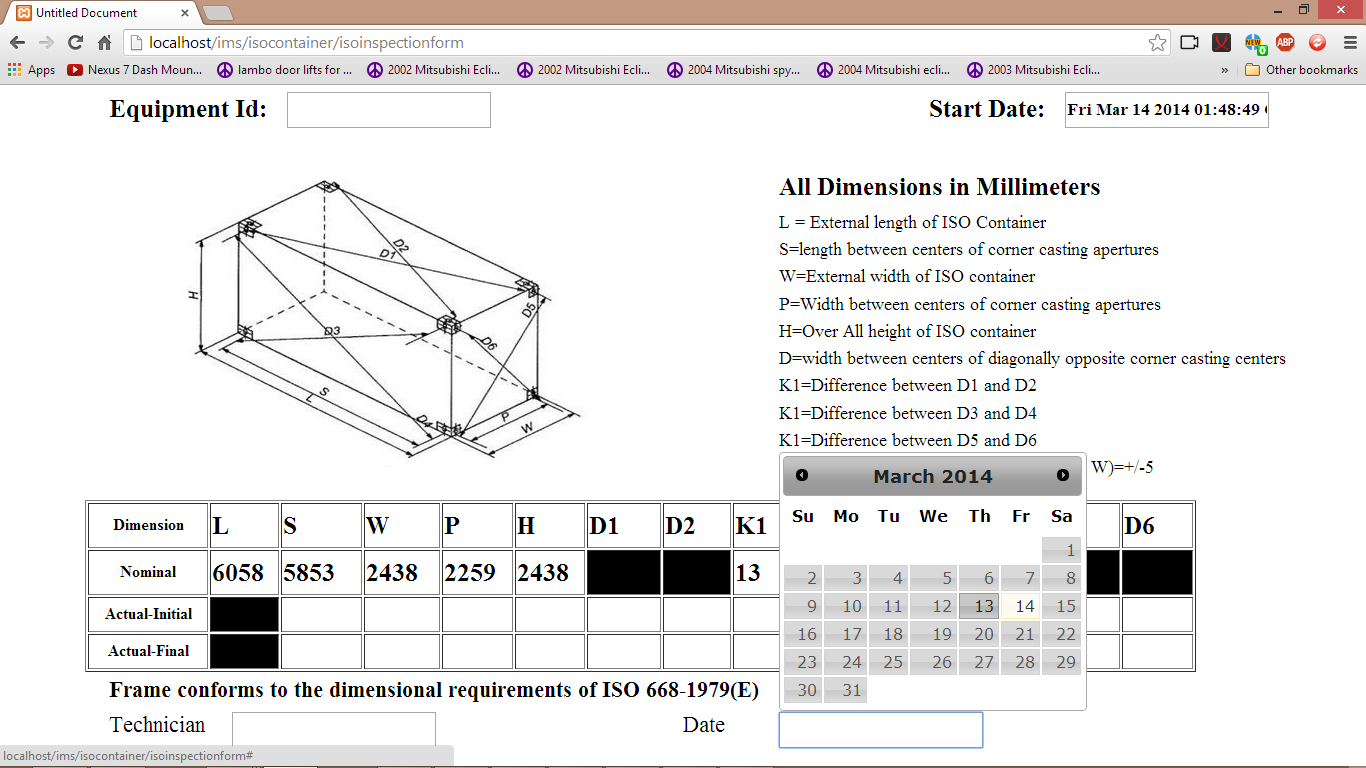 Untitled Document
localhost/ims/isocontainer/isoinspectionform
Apps Nexus 7 Dash Moun... lambo door lifts for ... 2002 Mitsubishi Ecli... 2002 Mitsubishi Ecli... 2004 Mitsubishi spy... 2004 Mitsubishi ecli... 2003 Mitsubishi Ecli... » Other bookmarks
NEW 0 ABP
Equipment Id: Start Date: Fri Mar 14 2014 01:48:49
H D1 D2 D3 D4 D5 D6 S L P W
All Dimensions in Millimeters
L = External length of ISO Container
S=length between centers of corner casting apertures
W=External width of ISO container
P=Width between centers of corner casting apertures
H=Over All height of ISO container
D=width between centers of diagonally opposite corner casting centers
K1=Difference between D1 and D2
K1=Difference between D3 and D4
K1=Difference between D5 and D6
W)=+/-5
March 2014
Su Mo Tu We Th Fr Sa
1
2 3 4 5 6 7 8
9 10 11 12 13 14 15
16 17 18 19 20 21 22
23 24 25 26 27 28 29
30 31
Dimension L S W P H D1 D2 K1 D6
Nominal 6058 5853 2438 2259 2438 13
Actual-Initial
Actual-Final
Frame conforms to the dimensional requirements of ISO 668-1979(E)
Technician Date
localhost/ims/isocontainer/isoinspectionform#